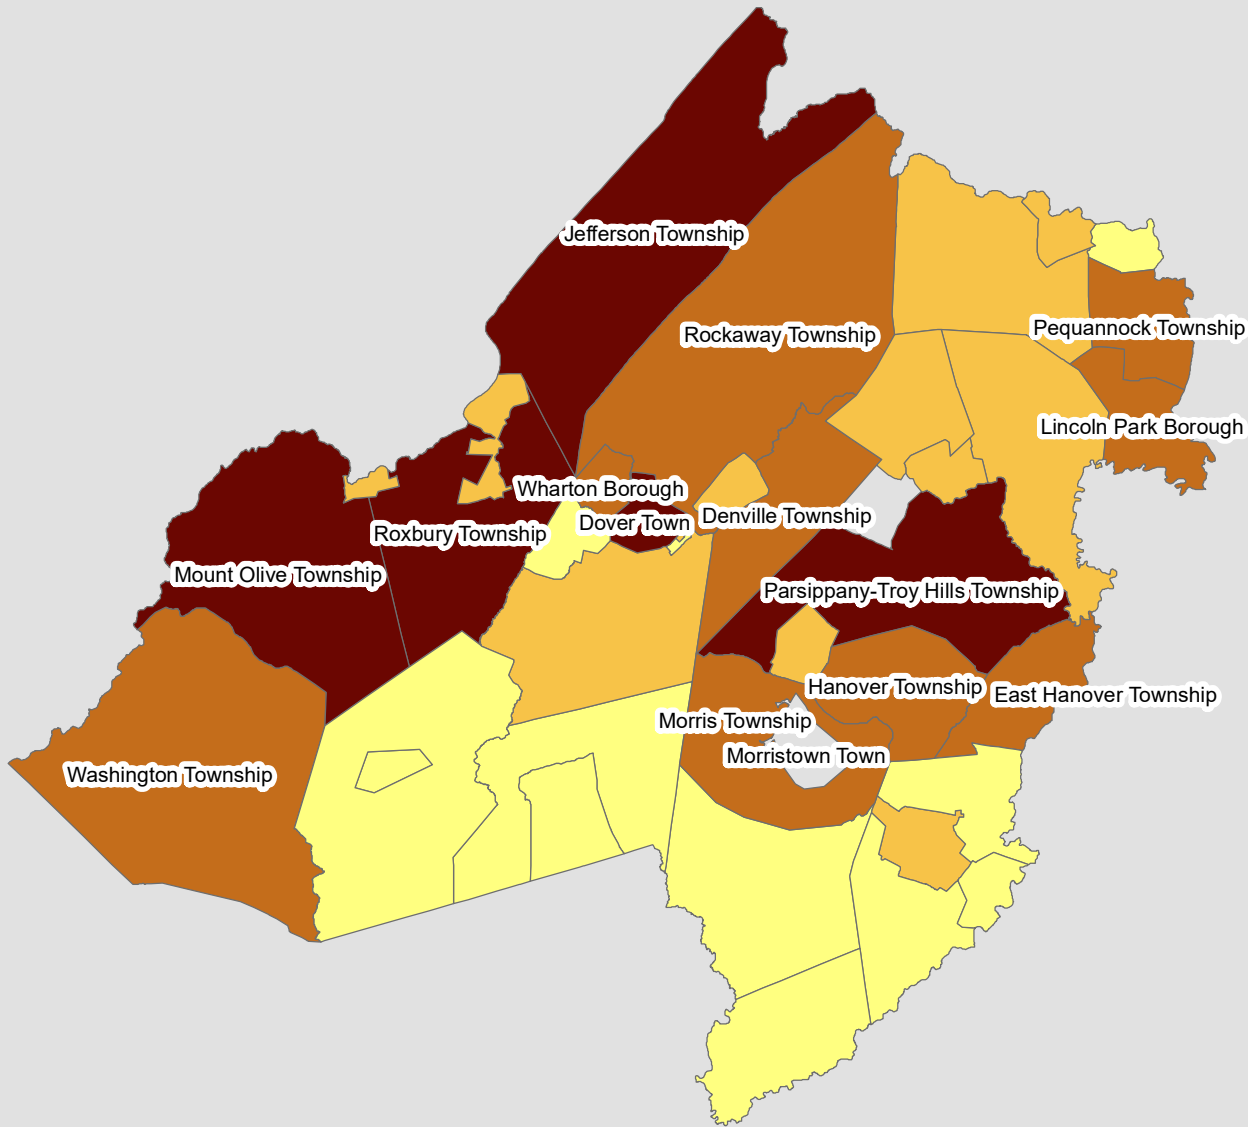 Jefferson Township
Rockaway Township
Pequannock Township
Lincoln Park Borough
Wharton Borough
Dover Town
Denville Township
Roxbury Township
Mount Olive Township
Parsippany-Troy Hills Township
Hanover Township
East Hanover Township
Morris Township
Morristown Town
Washington Township